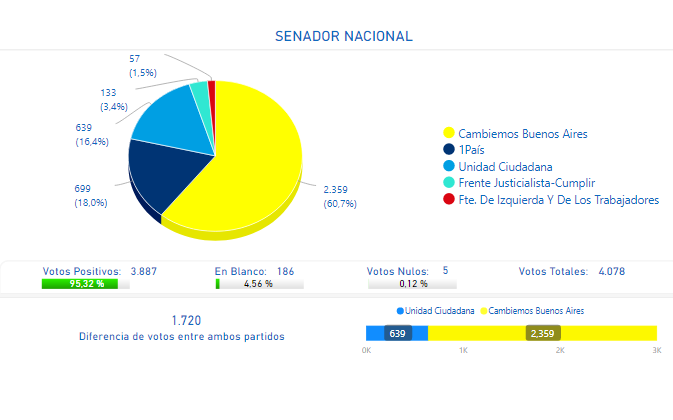 SENADOR NACIONAL
57
(1,5%)
133
(3,4%)
639
(16,4%)
699
(18,0%)
2.359
(60,7%)
Cambiemos Buenos Aires
1País
Unidad Ciudadana
Frente Justicialista-Cumplir
Fte. De Izquierda Y De Los Trabajadores
Votos Positivos: 3.887
95,32 %
En Blanco: 186
4,56 %
Votos Nulos: 5
0,12 %
Votos Totales: 4.078
1.720
Diferencia de votos entre ambos partidos
Unidad Ciudadana Cambiemos Buenos Aires
639 2,359
0K 1K 2K 3K